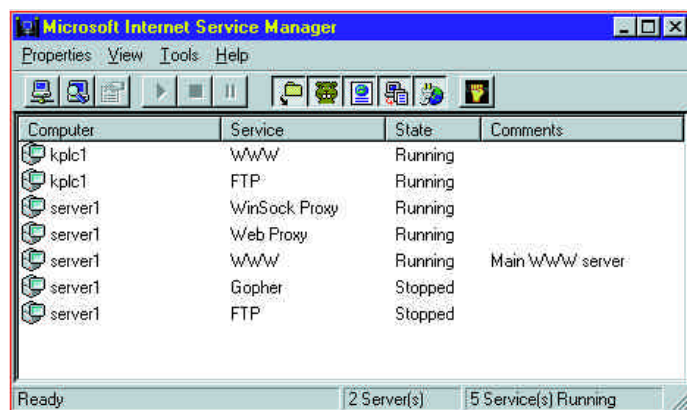 Microsoft Internet Service Manager
Properties View Tools Help
Computer Service State Comments
kplc1 WWW Running
kplc1 FTP Running
server1 WinSock Proxy Running
server1 Web Proxy Running
server1 WWW Running Main WWW server
server1 Gopher Stopped
server1 FTP Stopped
Ready 2 Server(s) 5 Service(s) Running